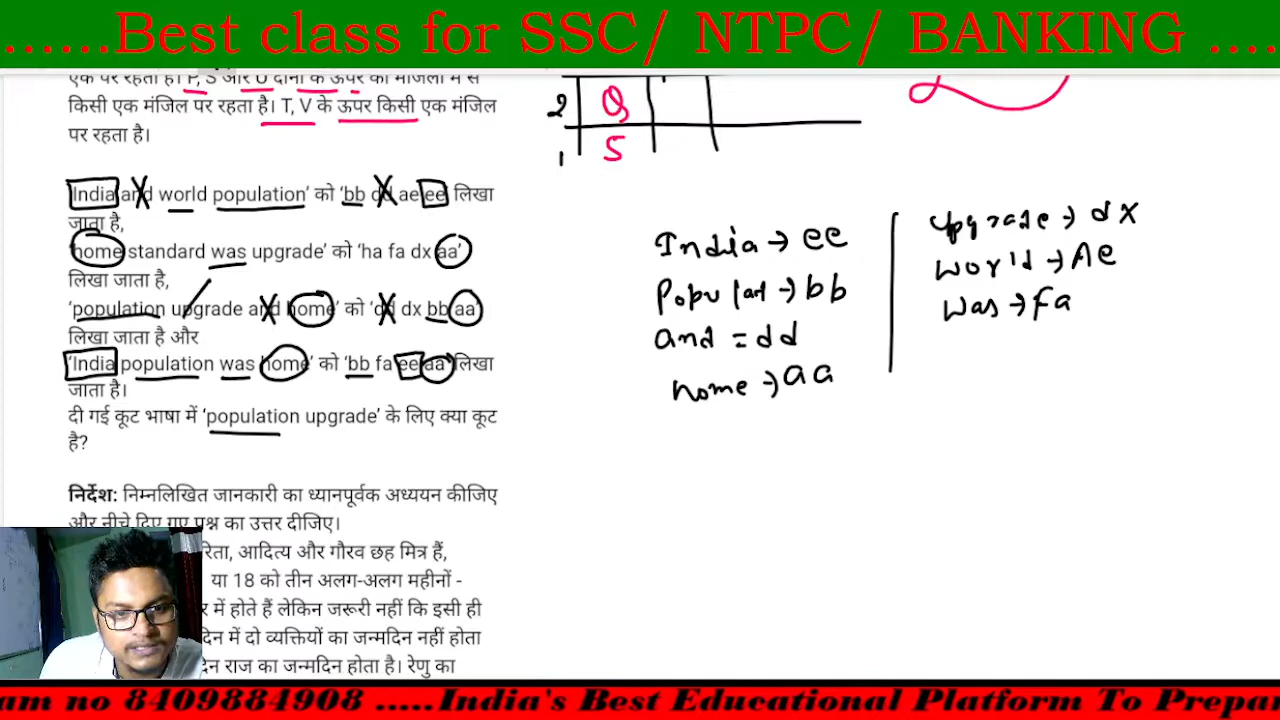 ......Best class for SSC/ NTPC/ BANKING ....
एक पर रहता है। P, S और U दोनों के ऊपर की मंजिलों में से
किसी एक मंजिल पर रहता है। T, V के ऊपर किसी एक मंजिल
पर रहता है।
2 Q
1 S
'India and world population' को 'bb dd ae ee' लिखा
जाता है,
'home standard was upgrade' को 'ha fa dx aa'
लिखा जाता है,
'population upgrade and home' को 'dd dx bb aa'
लिखा जाता है और
'India population was home' को 'bb fa ee aa' लिखा
जाता है।
दी गई कूट भाषा में 'population upgrade' के लिए क्या कूट
है?
India → ee
Populat → bb
and = dd
home → aa
upgrade → dx
World → Ae
Was → Fa
निर्देश: निम्नलिखित जानकारी का ध्यानपूर्वक अध्ययन कीजिए
और नीचे दिए गए प्रश्न का उत्तर दीजिए।
रिता, आदित्य और गौरव छह मित्र हैं,
या 18 को तीन अलग-अलग महीनों -
र में होते हैं लेकिन जरूरी नहीं कि इसी ही
दिन में दो व्यक्तियों का जन्मदिन नहीं होता
दिन राज का जन्मदिन होता है। रेणु का
am no 8409884908 .....India's Best Educational Platform To Prepar